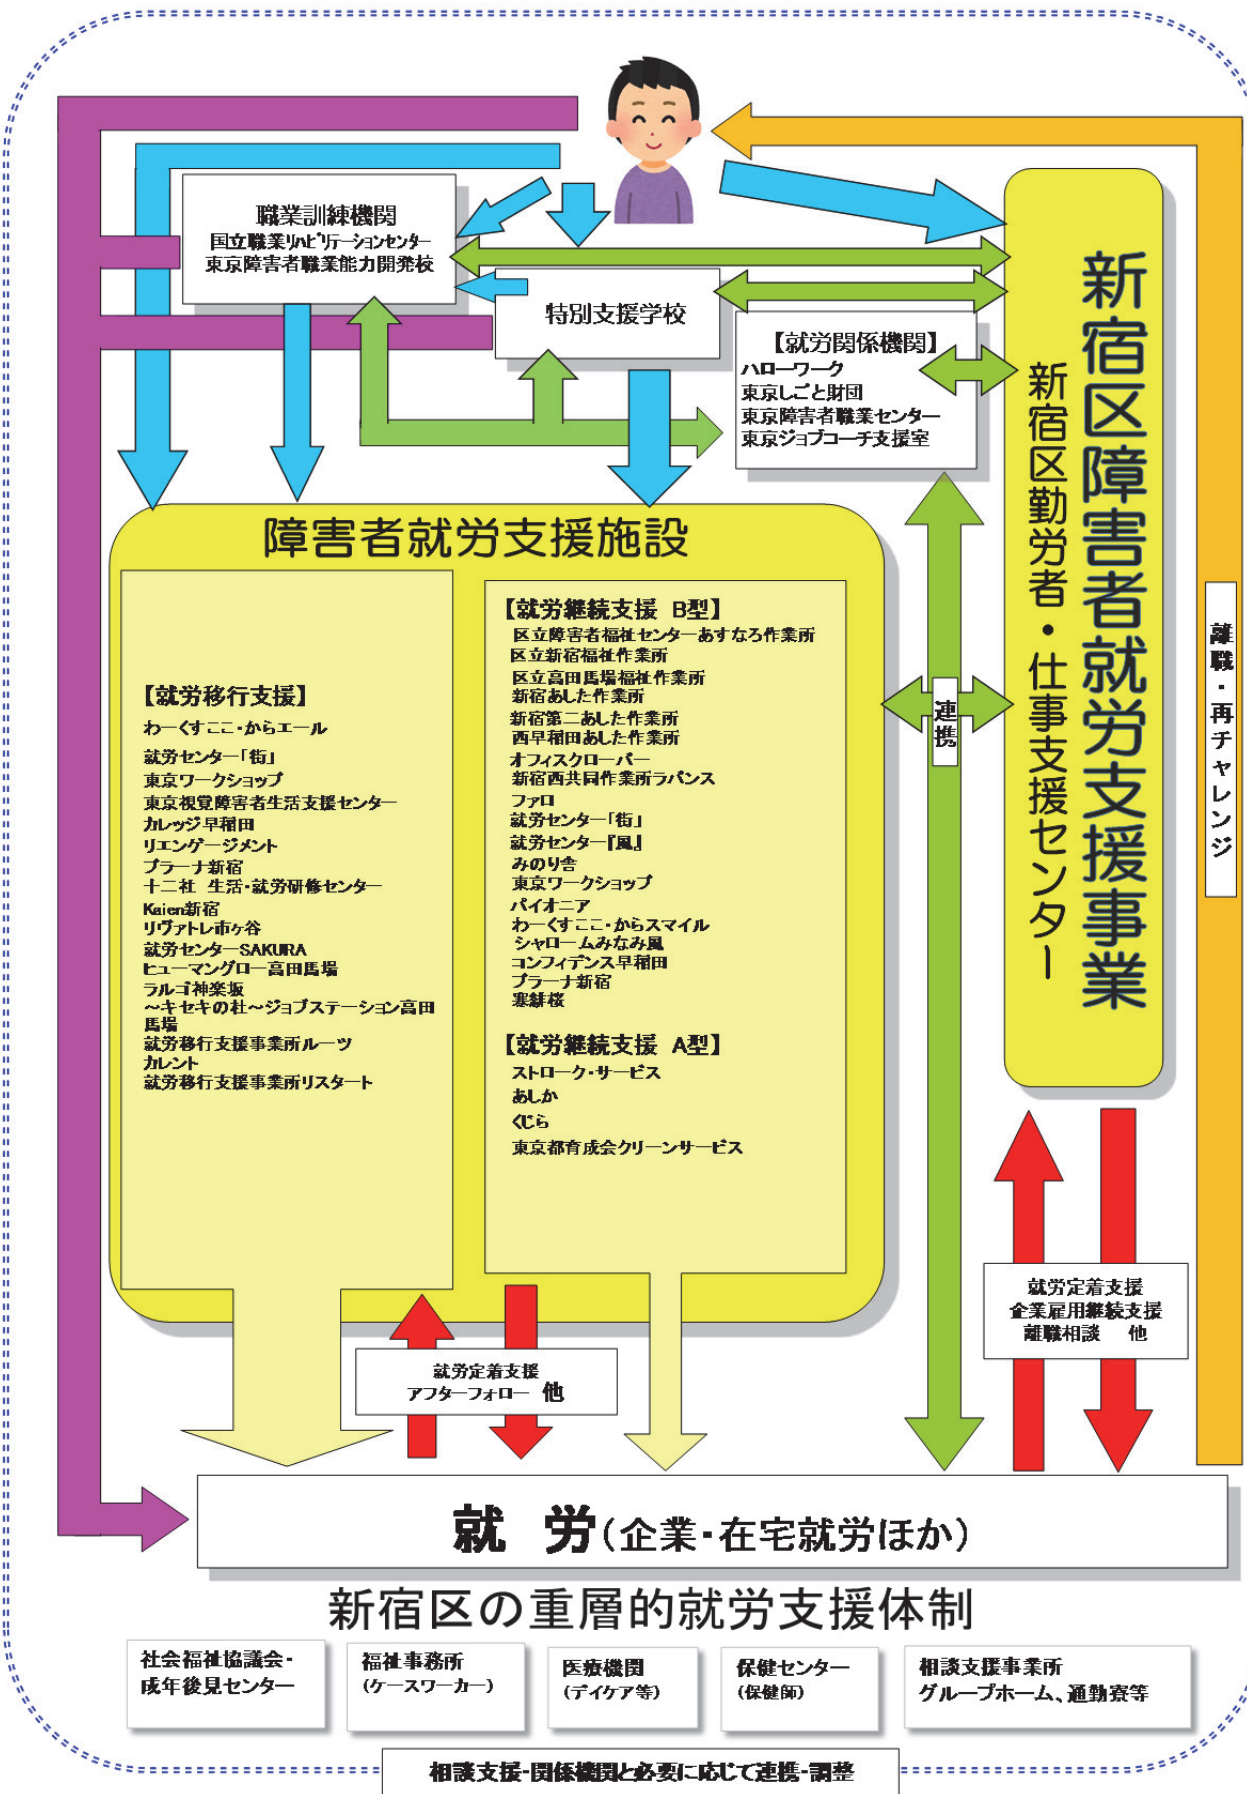 職業訓練機関
国立職業リハビリテーションセンター
東京障害者職業能力開発校
特別支援学校
【就労関係機関】
ハローワーク
東京しごと財団
東京障害者職業センター
東京ジョブコーチ支援室
新宿区障害者就労支援事業
新宿区勤労者・仕事支援センター
離職・再チャレンジ
連携
障害者就労支援施設
【就労移行支援】
わーくすここ・からエール
就労センター「街」
東京ワークショップ
東京視覚障害者生活支援センター
カレッジ早稲田
リエンゲージメント
プラーナ新宿
十二社 生活・就労研修センター
Kaien新宿
リヴァトレ市ヶ谷
就労センターSAKURA
ヒューマングロー高田馬場
ラルゴ神楽坂
～キセキの杜～ジョブステーション高田
馬場
就労移行支援事業所ルーツ
カレント
就労移行支援事業所リスタート
【就労継続支援 B型】
区立障害者福祉センターあすなろ作業所
区立新宿福祉作業所
区立高田馬場福祉作業所
新宿あした作業所
新宿第二あした作業所
西早稲田あした作業所
オフィスクローバー
新宿西共同作業所ラバンス
ファロ
就労センター「街」
就労センター『風』
みのり舎
東京ワークショップ
パイオニア
わーくすここ・からスマイル
シャロームみなみ風
コンフィデンス早稲田
プラーナ新宿
寒緋桜
【就労継続支援 A型】
ストローク・サービス
あしか
くじら
東京都育成会クリーンサービス
就労定着支援
アフターフォロー 他
就労定着支援
企業雇用継続支援
離職相談 他
就 労(企業・在宅就労ほか)
新宿区の重層的就労支援体制
社会福祉協議会・
成年後見センター
福祉事務所
(ケースワーカー)
医療機関
(デイケア等)
保健センター
(保健師)
相談支援事業所
グループホーム、通勤寮等
相談支援・関係機関と必要に応じて連携・調整